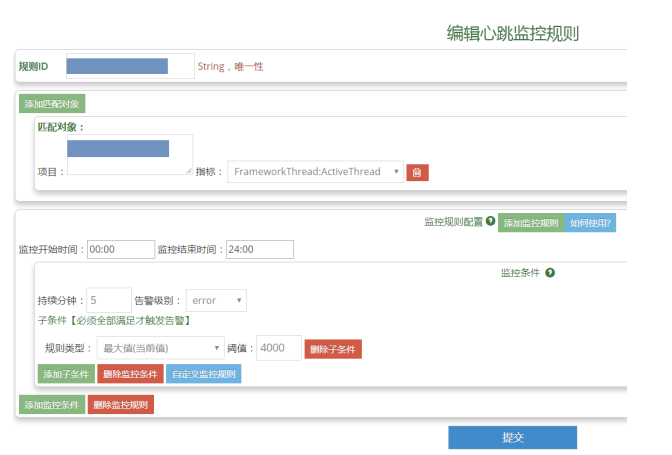 编辑心跳监控规则
规则ID String，唯一性
添加匹配对象
匹配对象：
项目： 指标： FrameworkThread:ActiveThread
监控规则配置 ? 添加监控规则 如何使用?
监控开始时间： 00:00 监控结束时间： 24:00
监控条件 ?
持续分钟： 5 告警级别： error
子条件【必须全部满足才触发告警】
规则类型： 最大值(当前值) 阈值： 4000 删除子条件
添加子条件 删除监控条件 自定义监控规则
添加监控条件 删除监控规则
提交